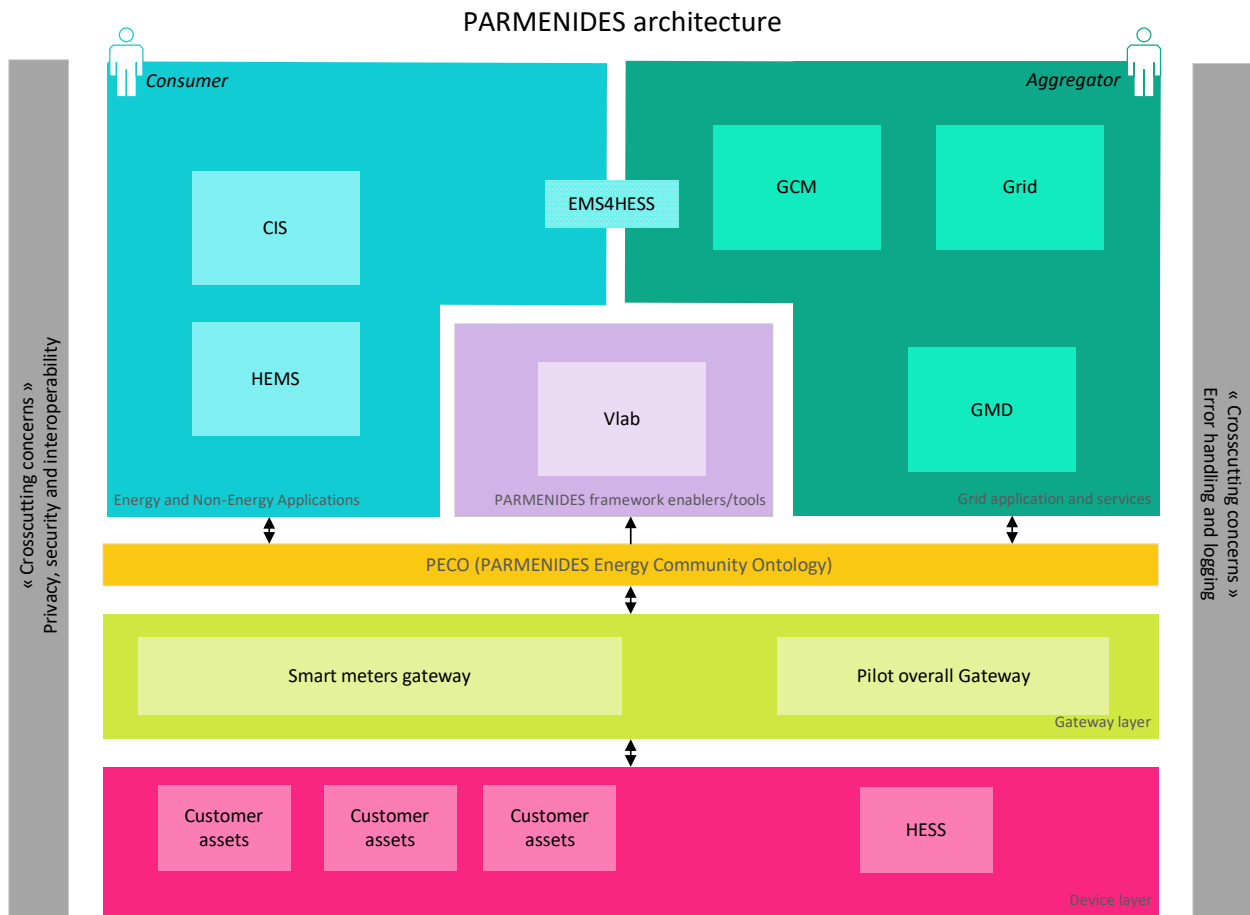 PARMENIDES architecture
Consumer
Aggregator
« Crosscutting concerns »
Privacy, security and interoperability
CIS
EMS4HESS
GCM
Grid
HEMS
Vlab
GMD
Energy and Non-Energy Applications
PARMENIDES framework enablers/tools
Grid application and services
« Crosscutting concerns »
Error handling and logging
PECO (PARMENIDES Energy Community Ontology)
Smart meters gateway
Pilot overall Gateway
Gateway layer
Customer
assets
Customer
assets
Customer
assets
HESS
Device layer